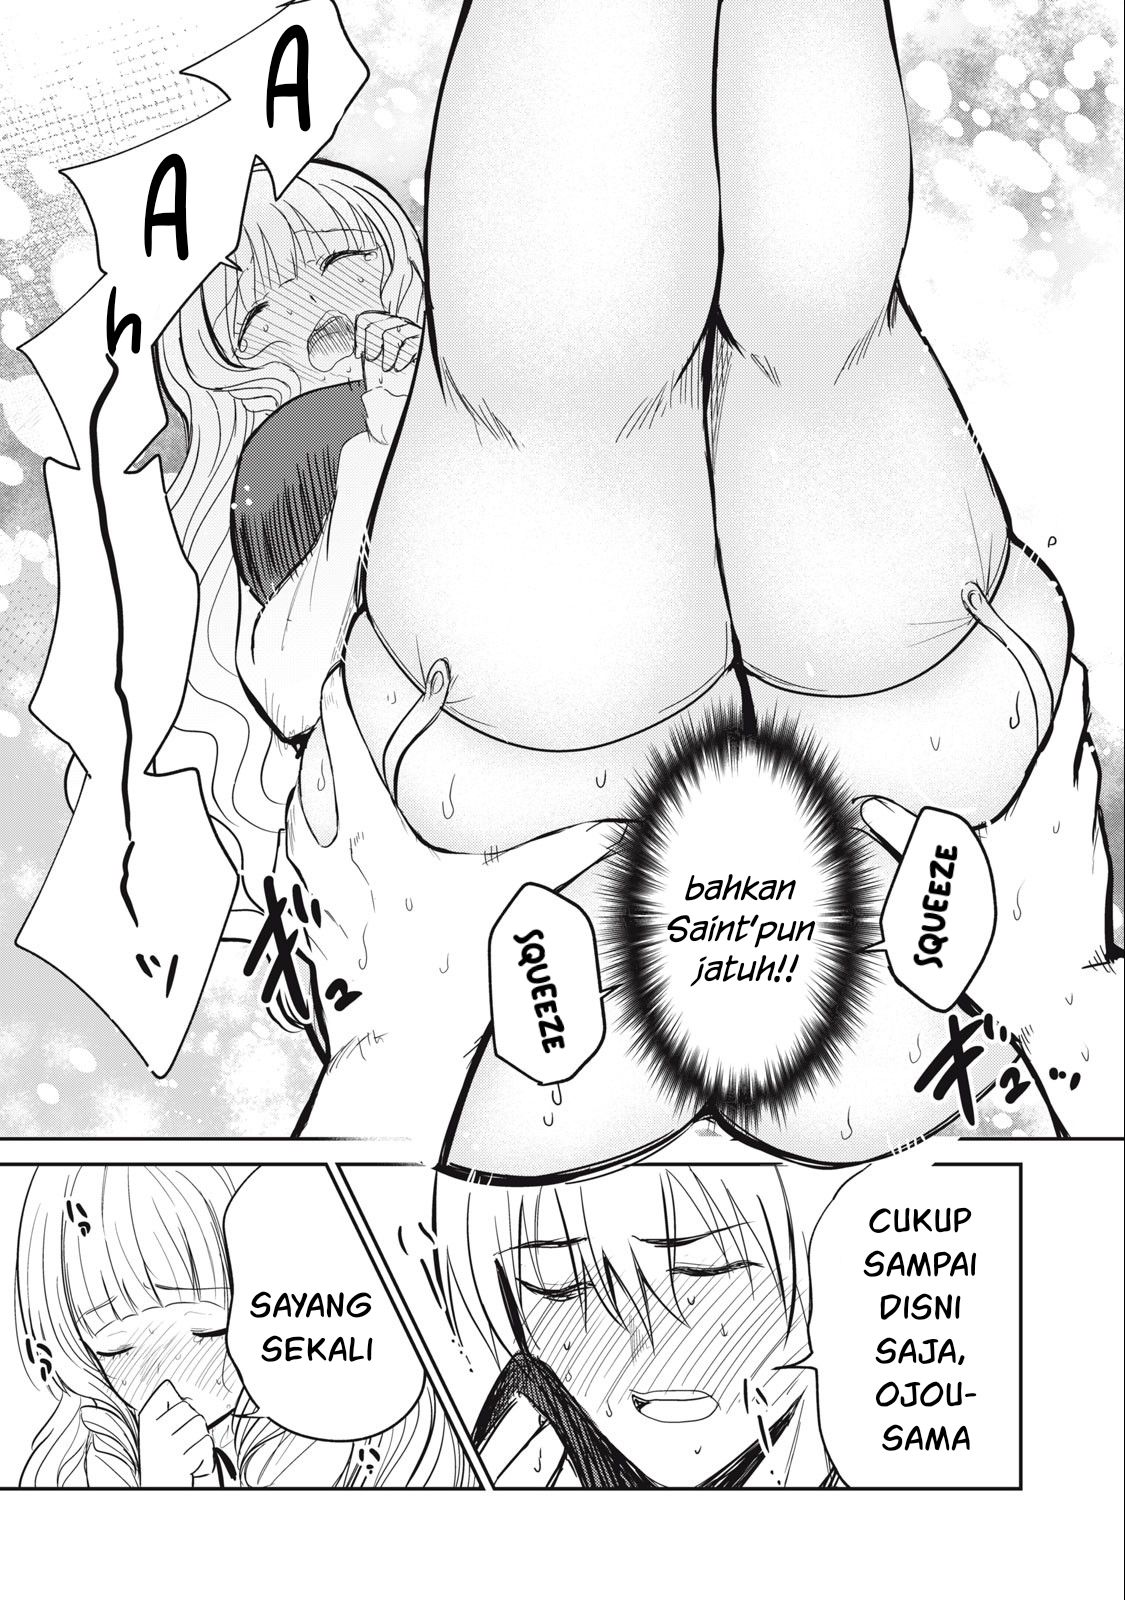 A
A
h
SQUEEZE
bahkan
Saint'pun
jatuh!!
SQUEEZE
CUKUP
SAMPAI
DISNI
SAJA,
OJOU-
SAMA
SAYANG
SEKALI